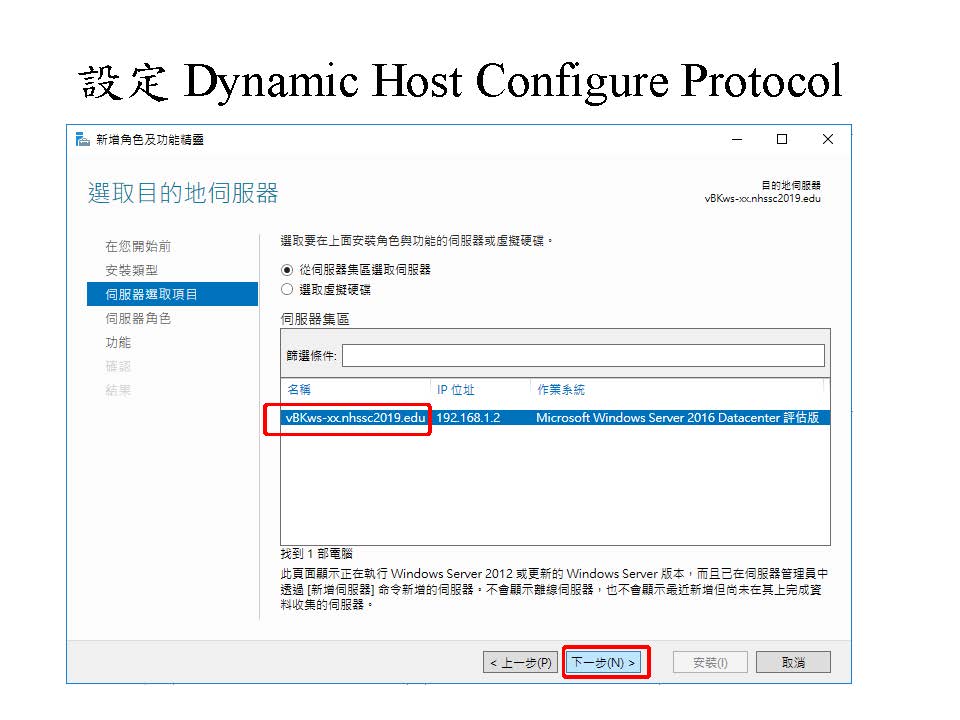 設定 Dynamic Host Configure Protocol
新增角色及功能精靈
選取目的地伺服器
目的地伺服器
vBKws-xx.nhssc2019.edu
在您開始前
安裝類型
伺服器選取項目
伺服器角色
功能
確認
結果
選取要在上面安裝角色與功能的伺服器或虛擬硬碟。
從伺服器集區選取伺服器
選取虛擬硬碟
伺服器集區
篩選條件:
名稱 IP 位址 作業系統
vBKws-xx.nhssc2019.edu 192.168.1.2 Microsoft Windows Server 2016 Datacenter 評估版
找到 1 部電腦
此頁面顯示正在執行 Windows Server 2012 或更新的 Windows Server 版本，而且已在伺服器管理員中
透過 [新增伺服器] 命令新增的伺服器。不會顯示離線伺服器，也不會顯示最近新增但尚未在其上完成資
料收集的伺服器。
< 上一步(P) 下一步(N) > 安裝(I) 取消